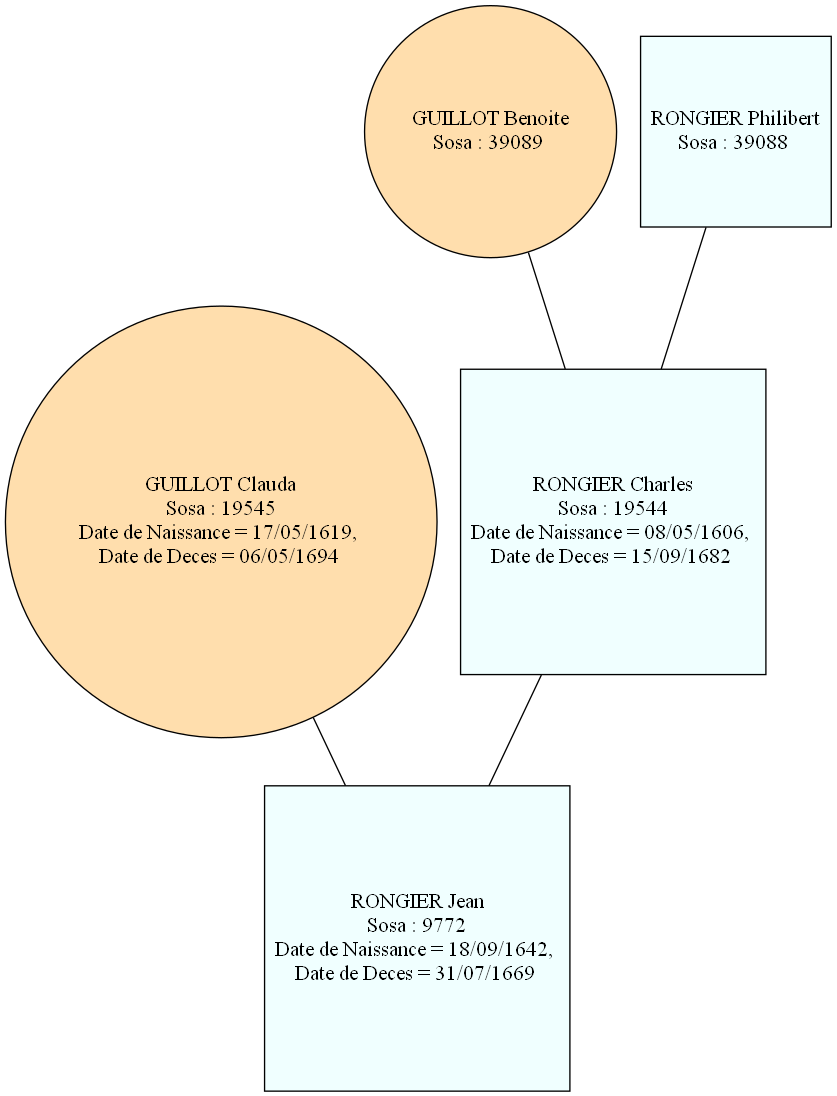 GUILLOT Benoite
Sosa : 39089
RONGIER Philibert
Sosa : 39088
GUILLOT Clauda
Sosa : 19545
Date de Naissance = 17/05/1619,
Date de Deces = 06/05/1694
RONGIER Charles
Sosa : 19544
Date de Naissance = 08/05/1606,
Date de Deces = 15/09/1682
RONGIER Jean
Sosa : 9772
Date de Naissance = 18/09/1642,
Date de Deces = 31/07/1669